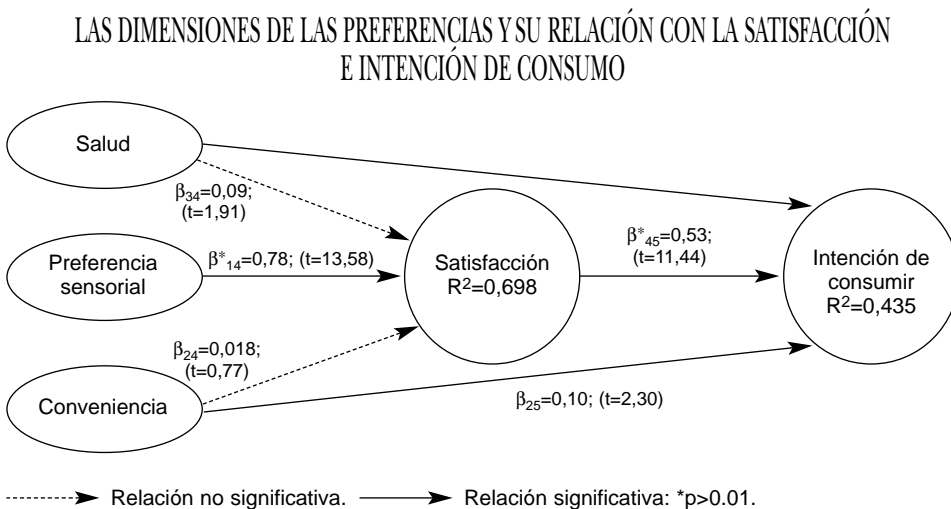 LAS DIMENSIONES DE LAS PREFERENCIAS Y SU RELACIÓN CON LA SATISFACCIÓN
E INTENCIÓN DE CONSUMO
Salud
β34=0,09;
(t=1,91)
Preferencia
sensorial
β*14=0,78; (t=13,58)
Satisfacción
R²=0,698
β*45=0,53;
(t=11,44)
Intención de
consumir
R²=0,435
β24=0,018;
(t=0,77)
Conveniencia
β25=0,10; (t=2,30)
Relación no significativa. Relación significativa: *p>0.01.